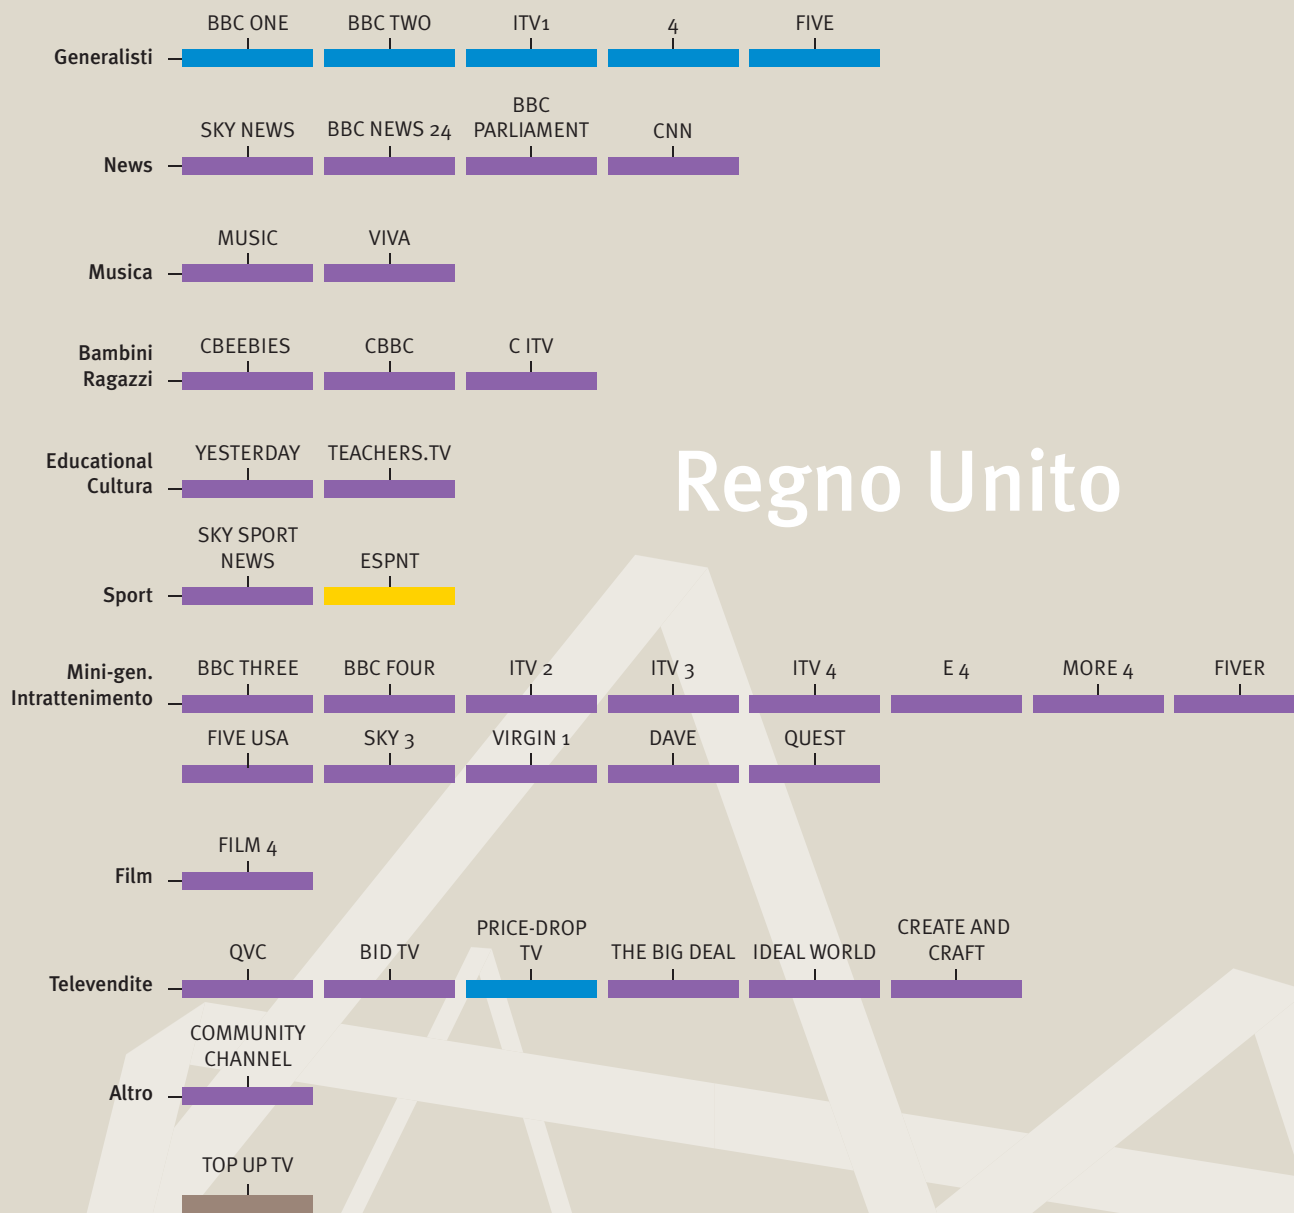 BBC ONE BBC TWO ITV1 4 FIVE
Generalisti
BBC
SKY NEWS BBC NEWS 24 PARLIAMENT CNN
News
MUSIC VIVA
Musica
Bambini CBEEBIES CBBC C ITV
Ragazzi
Educational YESTERDAY TEACHERS.TV
Cultura
Regno Unito
SKY SPORT
NEWS ESPNT
Sport
Mini-gen. BBC THREE BBC FOUR ITV 2 ITV 3 ITV 4 E 4 MORE 4 FIVER
Intrattenimento
FIVE USA SKY 3 VIRGIN 1 DAVE QUEST
FILM 4
Film
PRICE-DROP CREATE AND
QVC BID TV TV THE BIG DEAL IDEAL WORLD CRAFT
Televendite
COMMUNITY
CHANNEL
Altro
TOP UP TV